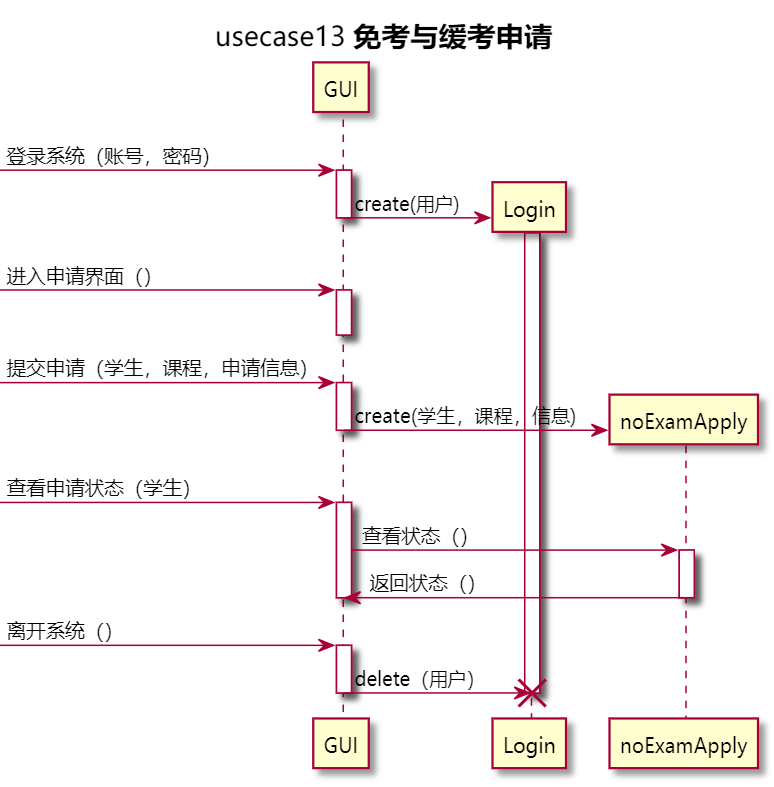 usecase13 免考与缓考申请
GUI
登录系统（账号，密码）
create(用户)
Login
进入申请界面（）
提交申请（学生，课程，申请信息）
create(学生，课程，信息)
noExamApply
查看申请状态（学生）
查看状态（）
返回状态（）
离开系统（）
delete（用户）
GUI
Login
noExamApply